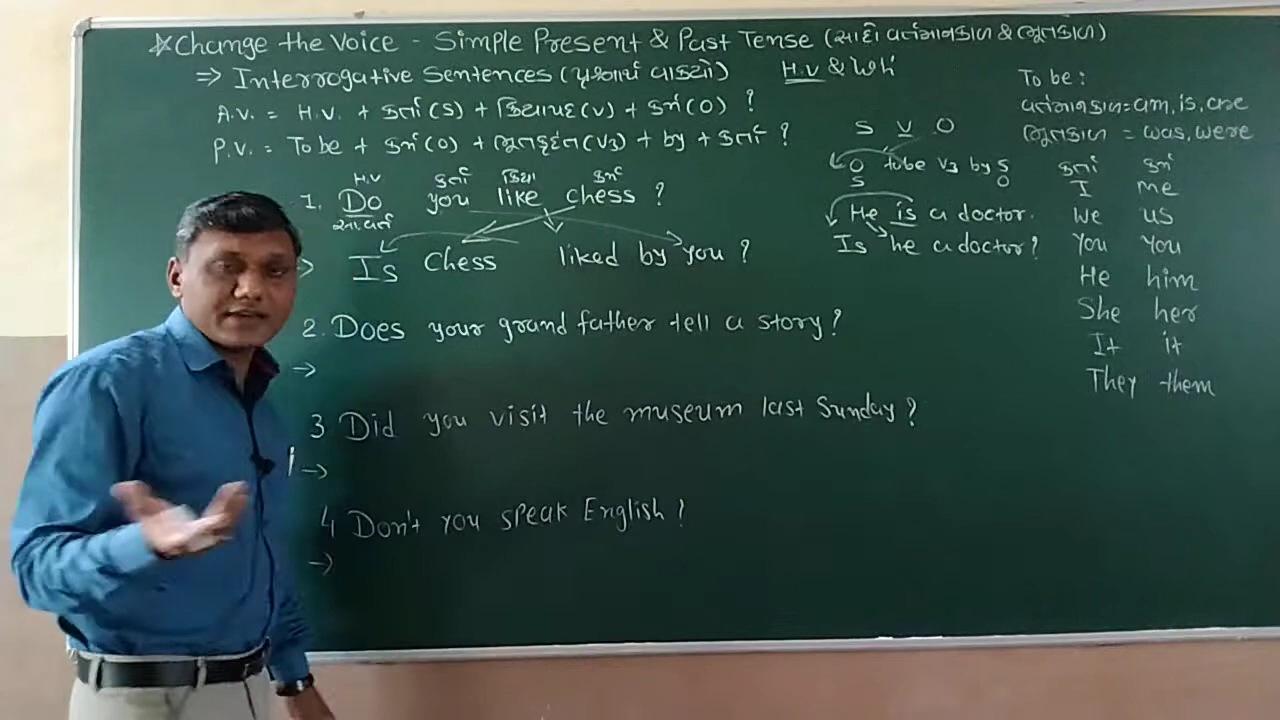 *Change the Voice - Simple Present & Past Tense (સાદો વર્તમાનકાળ & ભૂતકાળ)
⇒ Interrogative Sentences (પ્રશ્નાર્થ વાક્યો) H.V & Wh
A.V. = H.V. + કર્તા (S) + ક્રિયાપદ (V) + કર્મ (O) ?
P.V. = To be + કર્મ (O) + ભૂતકૃદંત (V3) + by + કર્તા ?
H.V કર્તા ક્રિયા કર્મ
1. Do you like chess ?
સા.વર્ત
Is chess liked by you ?
2. Does your grand father tell a story?
→
3 Did you visit the museum last Sunday ?
→
4 Don't you speak English ?
→
S V O
O to be V3 by S
S O
He is a doctor.
Is he a doctor?
To be :
વર્તમાનકાળ = am, is, are
ભૂતકાળ = was, were
કર્તા કર્મ
I me
We us
You you
He him
She her
It it
They them